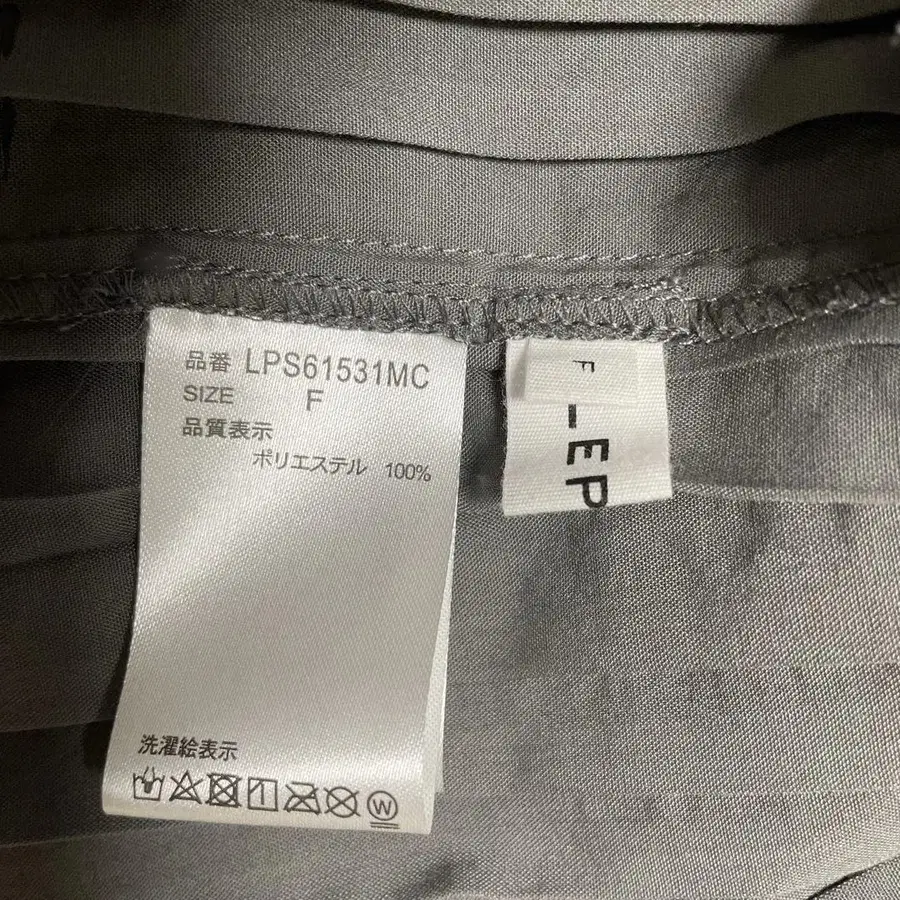 品番 LPS61531MC
SIZE F
品質表示
ポリエステル 100%
洗濯絵表示
W
F
_EP